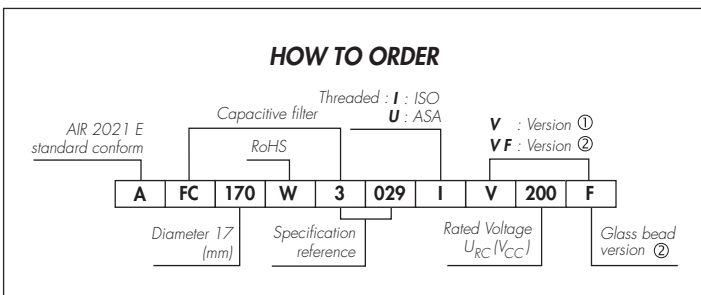 HOW TO ORDER
Threaded : I : ISO
U : ASA
Capacitive filter
AIR 2021 E
standard conform
RoHS
V : Version ①
V F : Version ②
A FC 170 W 3 029 I V 200 F
Diameter 17
(mm)
Specification
reference
Rated Voltage
URC (VCC)
Glass bead
version ②